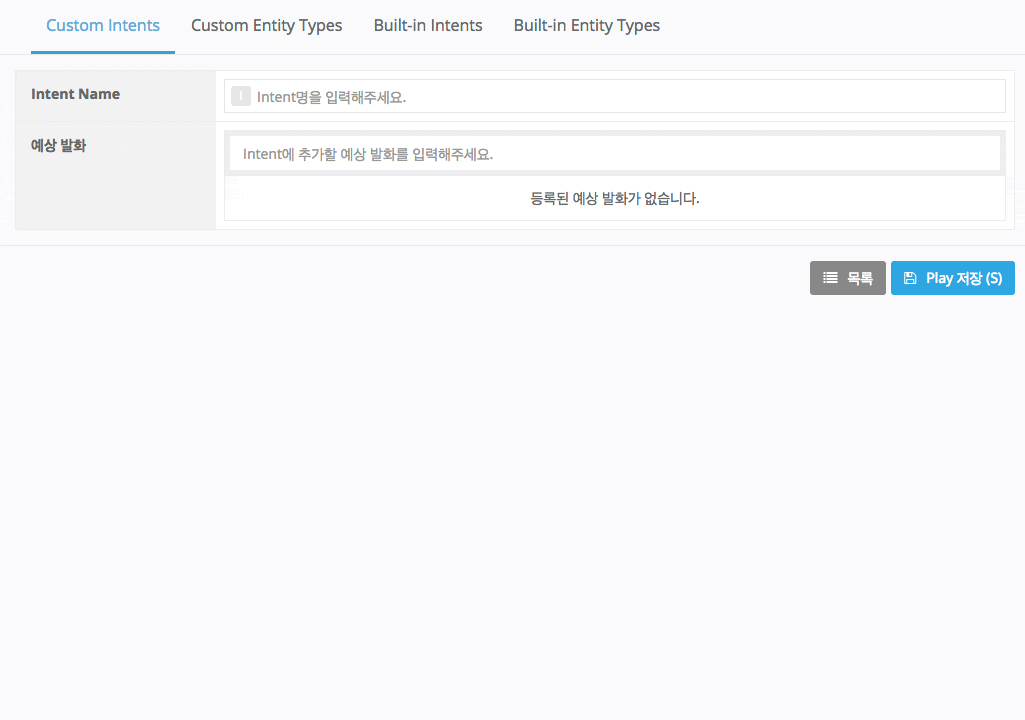 Custom Intents Custom Entity Types Built-in Intents Built-in Entity Types
Intent Name
I Intent명을 입력해주세요.
예상 발화
Intent에 추가할 예상 발화를 입력해주세요.
등록된 예상 발화가 없습니다.
목록 Play 저장 (S)